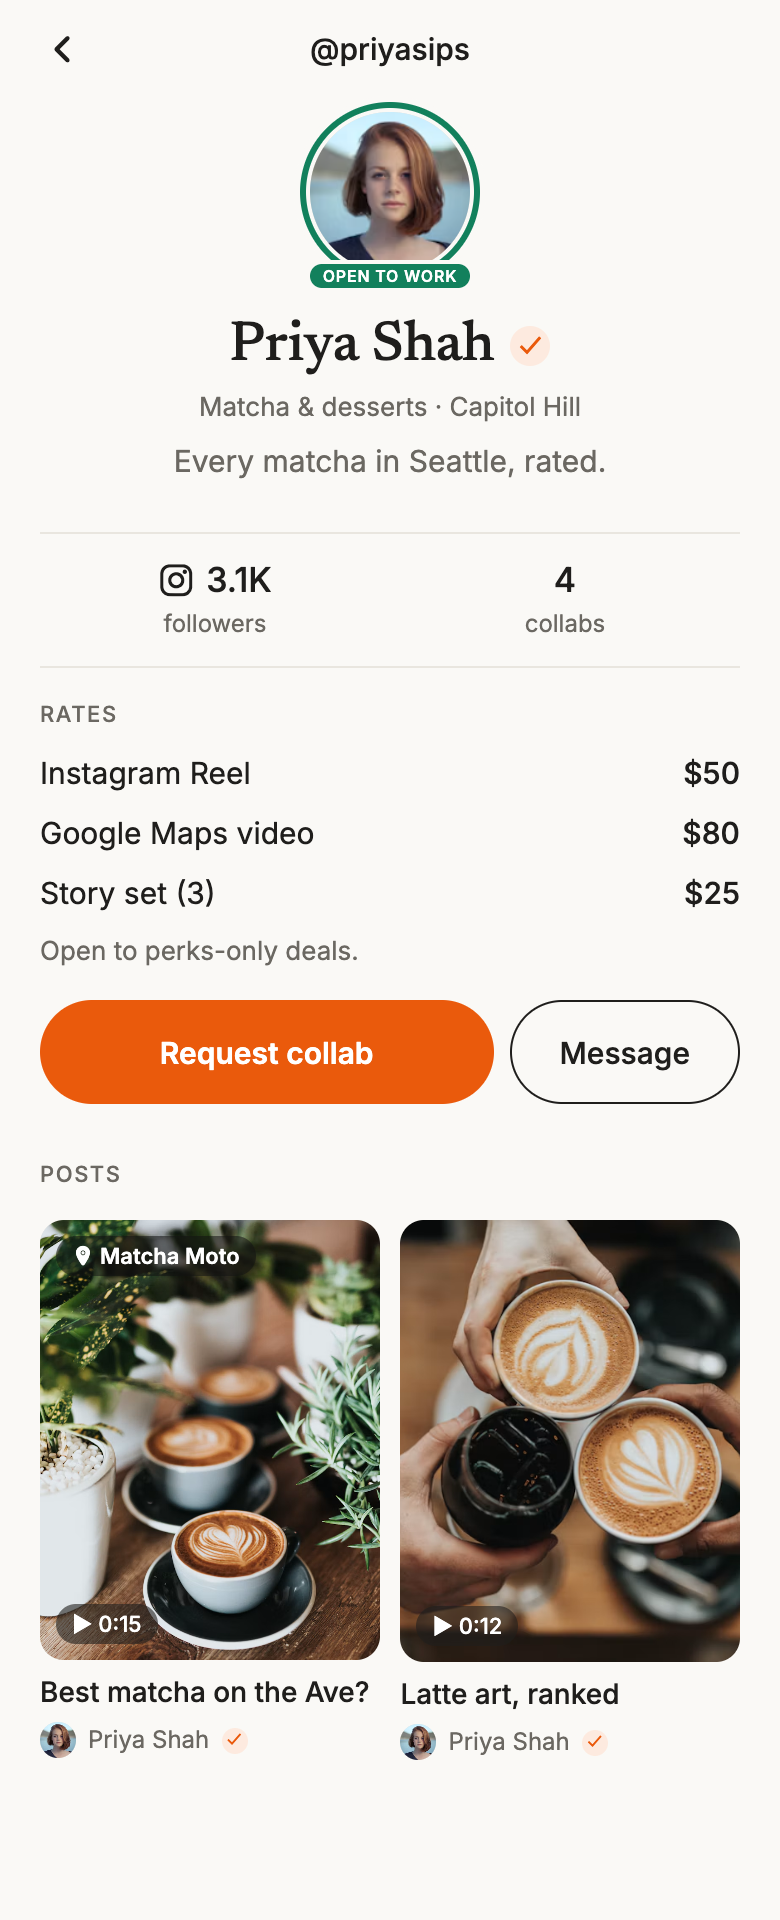 @priyasips
OPEN TO WORK
Priya Shah
Matcha & desserts · Capitol Hill
Every matcha in Seattle, rated.
3.1K
followers
4
collabs
RATES
Instagram Reel $50
Google Maps video $80
Story set (3) $25
Open to perks-only deals.
Request collab
Message
POSTS
Matcha Moto
0:15
Best matcha on the Ave?
Priya Shah
0:12
Latte art, ranked
Priya Shah